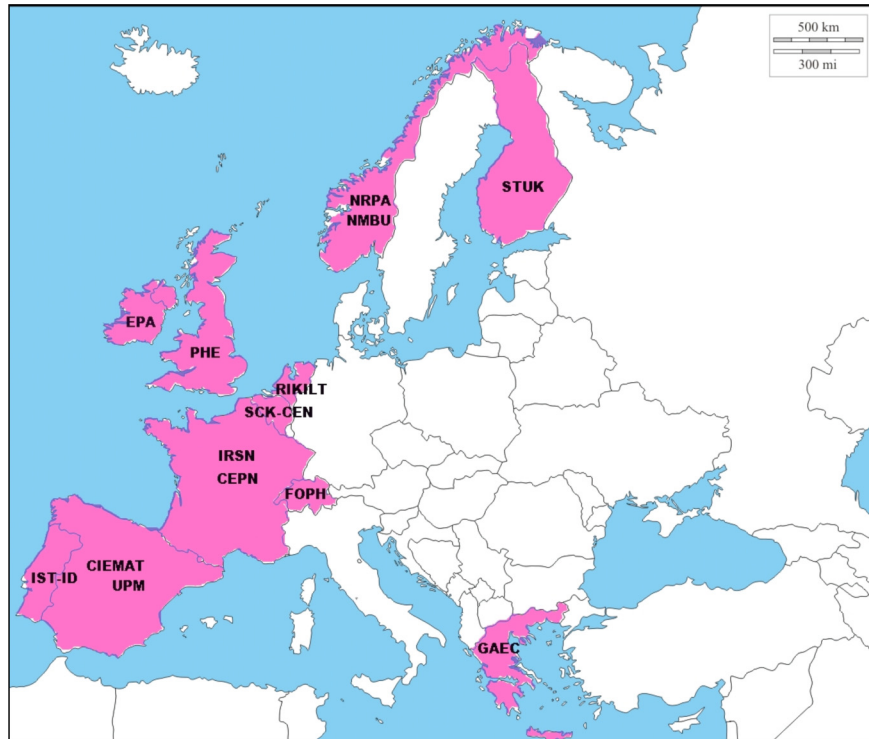 500 km
300 mi
NRPA
NMBU
STUK
EPA
PHE
RIKILT
SCK-CEN
IRSN
CEPN
FOPH
IST-ID
CIEMAT
UPM
GAEC